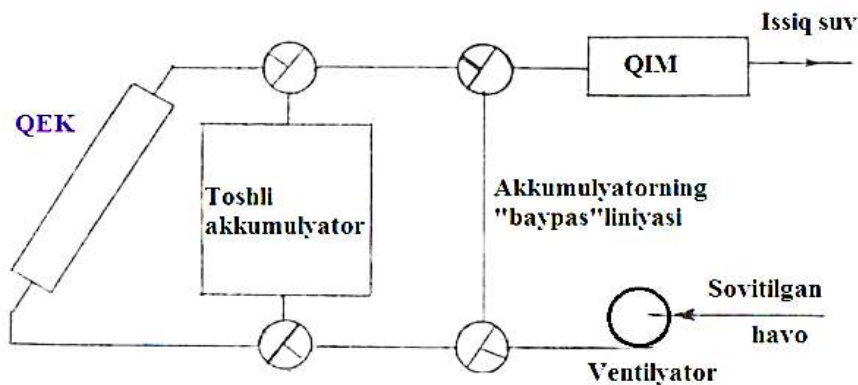 Issiq suv
QIM
QEK
Toshli
akkumulyator
Akkumulyatorning
"baypas"liniyasi
Sovitilgan
havo
Ventilyator